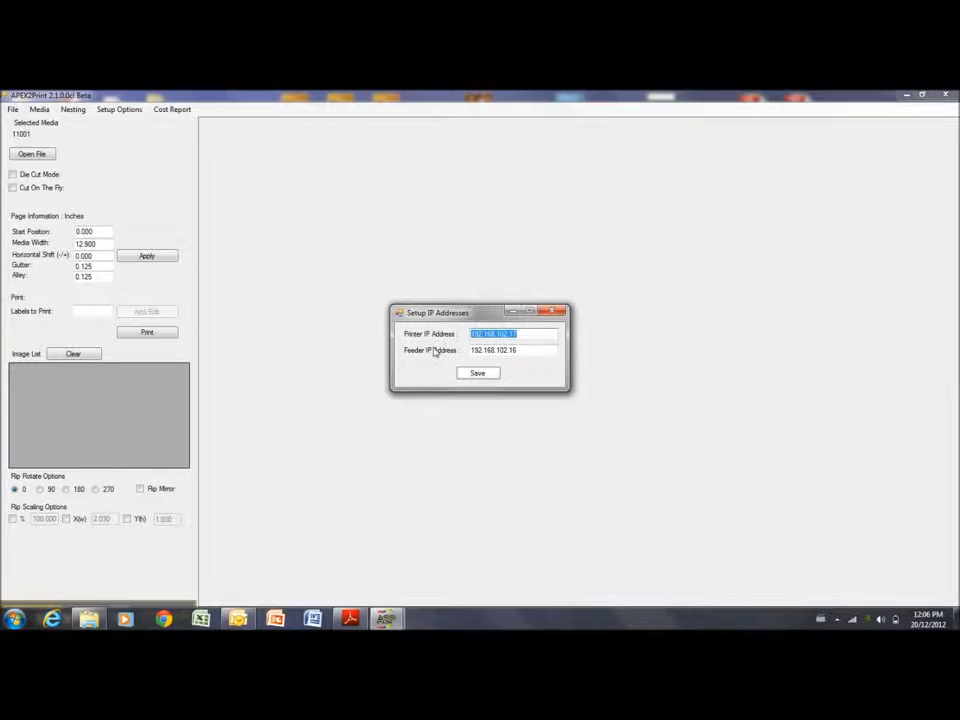 APEX2Print 2.1.0.0cl Beta
File Media Nesting Setup Options Cost Report
Selected Media
11001
Open File
Die Cut Mode:
Cut On The Fly:
Page Information : Inches
Start Position: 0.000
Media Width: 12.900
Horizontal Shift (-/+): 0.000
Apply
Gutter: 0.125
Alley: 0.125
Print:
Labels to Print:
Add/Edit
Print
Image List
Clear
Rip Rotate Options
0 90 180 270 Rip Mirror
Rip Scaling Options
% 100.000 X(w) 2.030 Y(h) 1.030
Setup IP Addresses
Printer IP Address : 192.168.102.17
Feeder IP Address : 192.168.102.16
Save
12:06 PM
20/12/2012